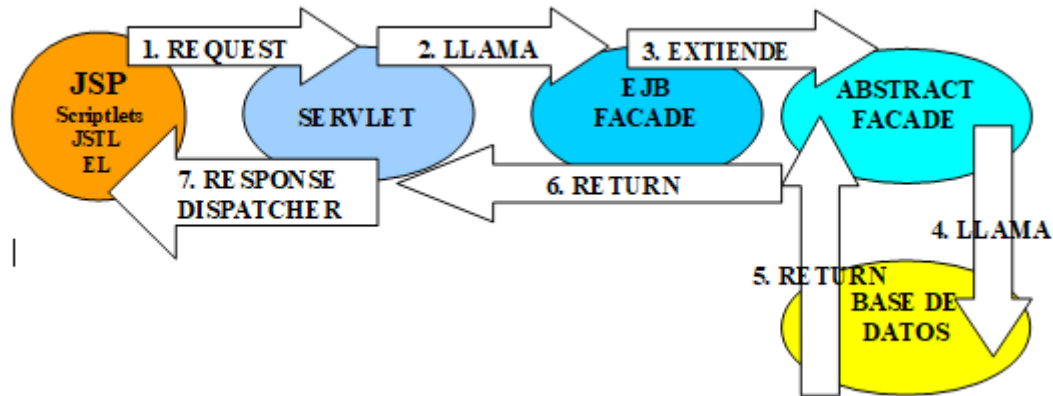 1. REQUEST
2. LLAMA
3. EXTIENDE
JSP
Scriptlets
JSTL
EL
SERVLET
EJB
FACADE
ABSTRACT
FACADE
7. RESPONSE
DISPATCHER
6. RETURN
4. LLAMA
5. RETURN
BASE DE
DATOS